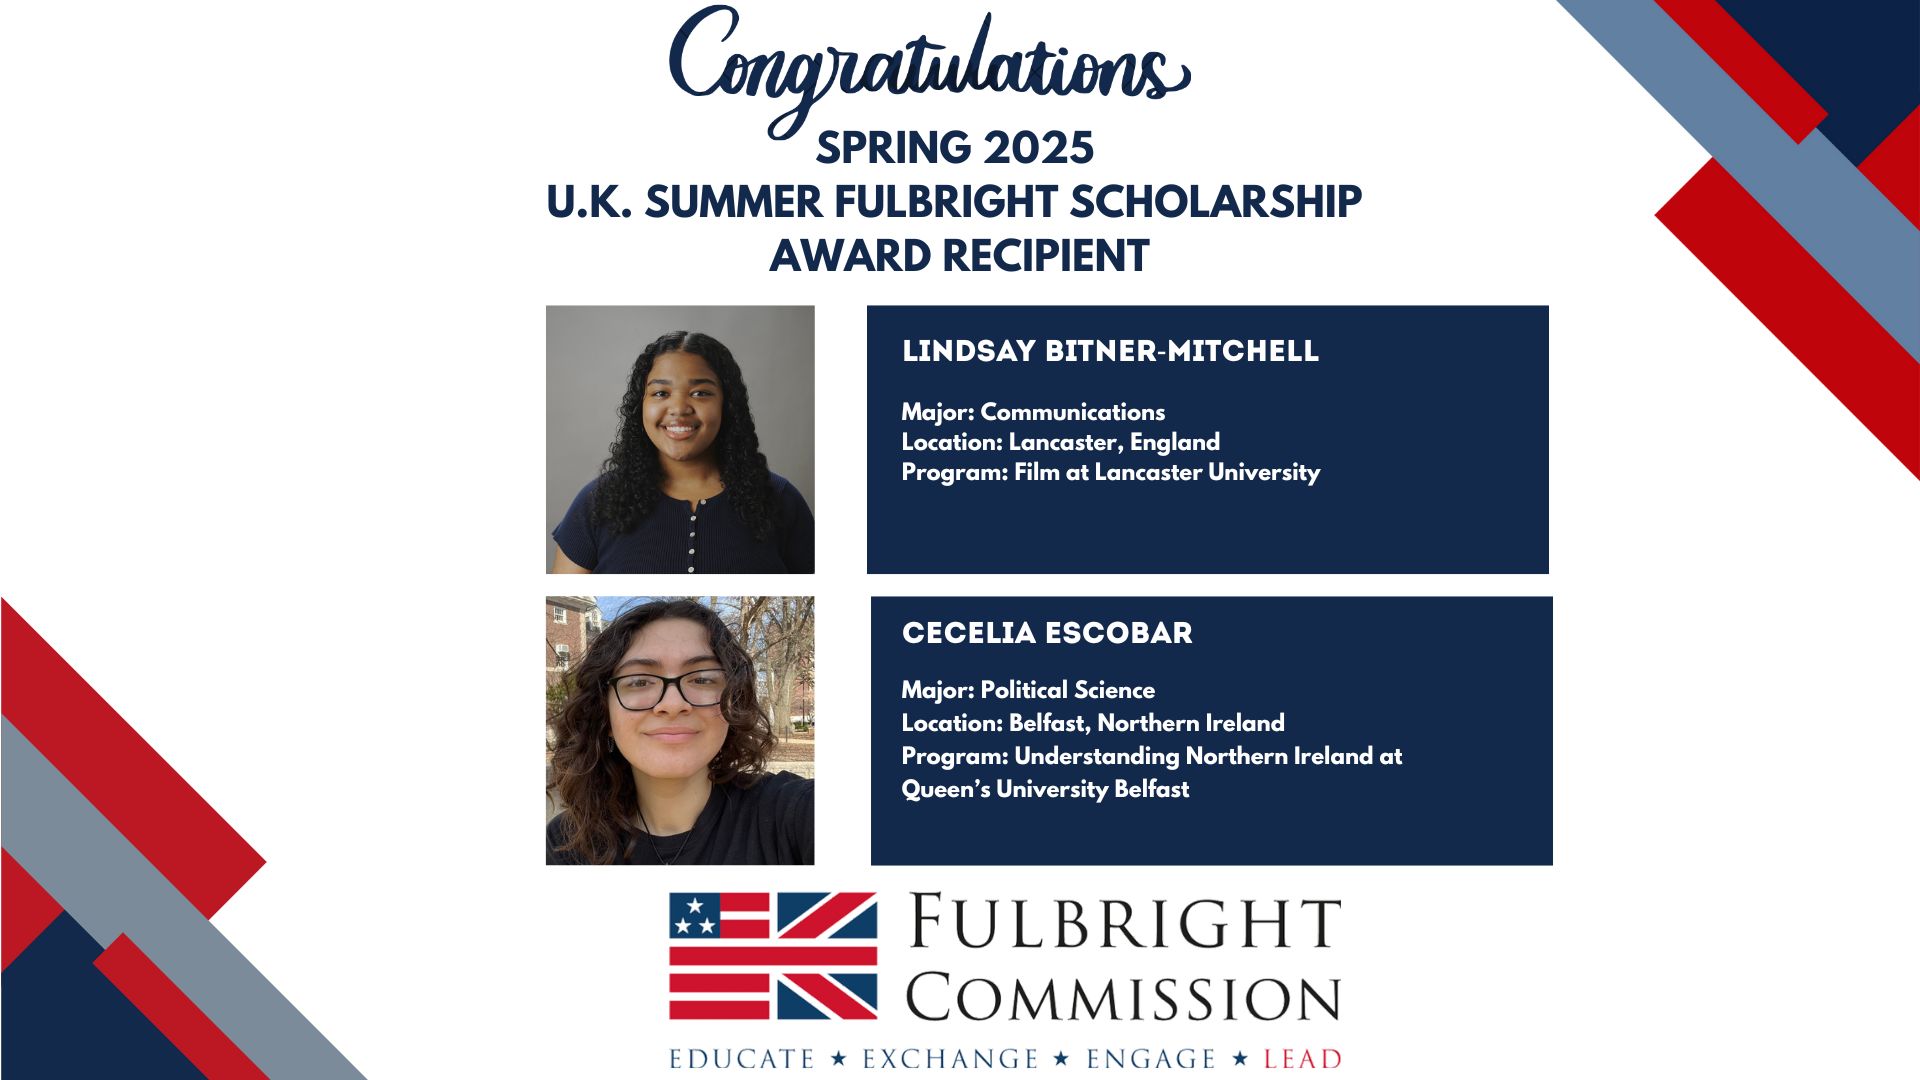 Congratulations
SPRING 2025
U.K. SUMMER FULBRIGHT SCHOLARSHIP
AWARD RECIPIENT
LINDSAY BITNER-MITCHELL
Major: Communications
Location: Lancaster, England
Program: Film at Lancaster University
CECELIA ESCOBAR
Major: Political Science
Location: Belfast, Northern Ireland
Program: Understanding Northern Ireland at
Queen’s University Belfast
FULBRIGHT
COMMISSION
EDUCATE ★ EXCHANGE ★ ENGAGE ★ LEAD